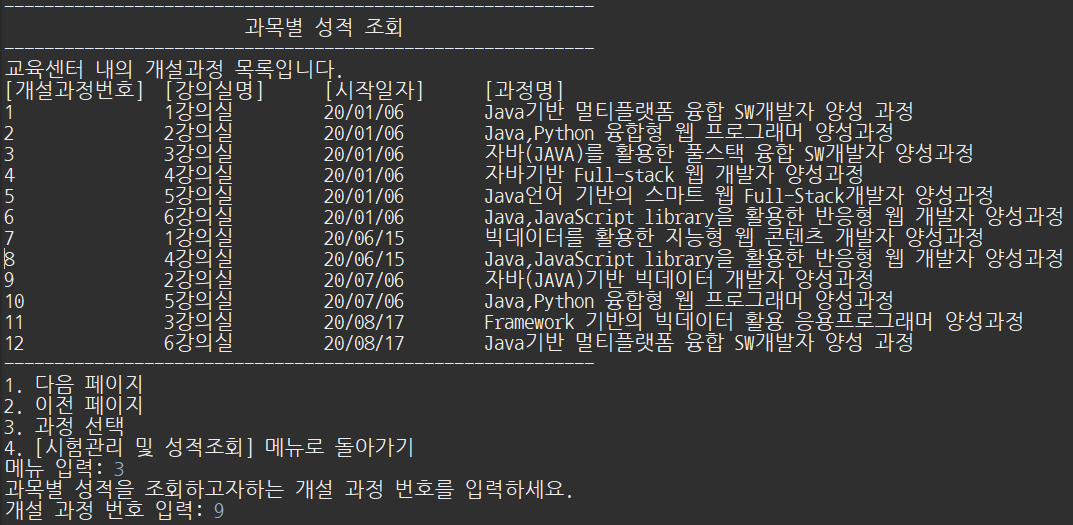 ------------------------------------------------------------
과목별 성적 조회
------------------------------------------------------------
교육센터 내의 개설과정 목록입니다.
[개설과정번호] [강의실명] [시작일자] [과정명]
1 1강의실 20/01/06 Java기반 멀티플랫폼 융합 SW개발자 양성 과정
2 2강의실 20/01/06 Java,Python 융합형 웹 프로그래머 양성과정
3 3강의실 20/01/06 자바(JAVA)를 활용한 풀스택 융합 SW개발자 양성과정
4 4강의실 20/01/06 자바기반 Full-stack 웹 개발자 양성과정
5 5강의실 20/01/06 Java언어 기반의 스마트 웹 Full-Stack개발자 양성과정
6 6강의실 20/01/06 Java,JavaScript library을 활용한 반응형 웹 개발자 양성과정
7 1강의실 20/06/15 빅데이터를 활용한 지능형 웹 콘텐츠 개발자 양성과정
8 4강의실 20/06/15 Java,JavaScript library을 활용한 반응형 웹 개발자 양성과정
9 2강의실 20/07/06 자바(JAVA)기반 빅데이터 개발자 양성과정
10 5강의실 20/07/06 Java,Python 융합형 웹 프로그래머 양성과정
11 3강의실 20/08/17 Framework 기반의 빅데이터 활용 응용프로그래머 양성과정
12 6강의실 20/08/17 Java기반 멀티플랫폼 융합 SW개발자 양성 과정
------------------------------------------------------------
1. 다음 페이지
2. 이전 페이지
3. 과정 선택
4. [시험관리 및 성적조회] 메뉴로 돌아가기
메뉴 입력: 3
과목별 성적을 조회하고자하는 개설 과정 번호를 입력하세요.
개설 과정 번호 입력: 9